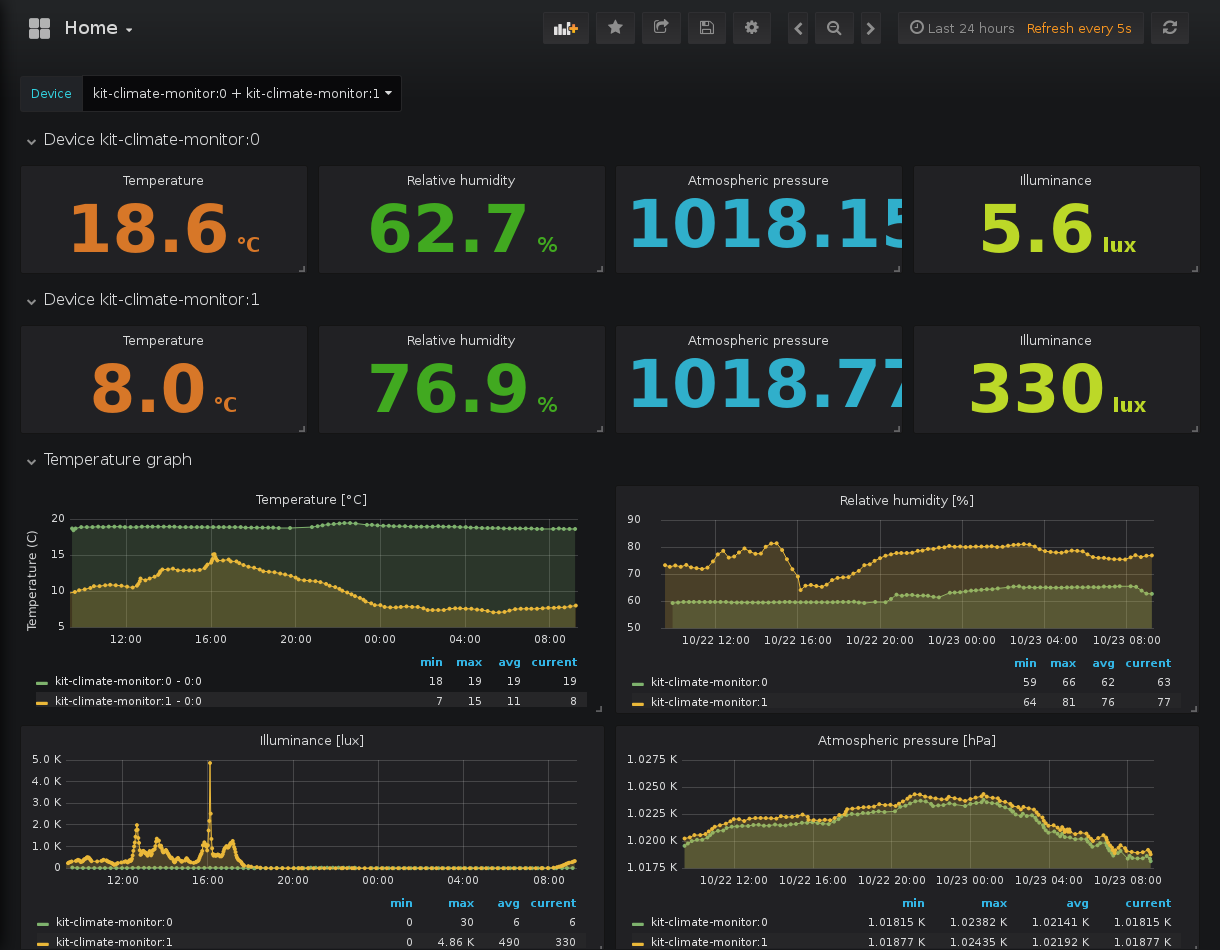 Home
Last 24 hours Refresh every 5s
Device kit-climate-monitor:0 + kit-climate-monitor:1
Device kit-climate-monitor:0
Temperature Relative humidity Atmospheric pressure Illuminance
18.6 °C 62.7 % 1018.15 5.6 lux
Device kit-climate-monitor:1
Temperature Relative humidity Atmospheric pressure Illuminance
8.0 °C 76.9 % 1018.77 330 lux
Temperature graph
Temperature [°C]
Temperature (C)
20
15
10
5
12:00 16:00 20:00 00:00 04:00 08:00
min max avg current
kit-climate-monitor:0 - 0:0 18 19 19 19
kit-climate-monitor:1 - 0:0 7 15 11 8
Relative humidity [%]
90
80
70
60
50
10/22 12:00 10/22 16:00 10/22 20:00 10/23 00:00 10/23 04:00 10/23 08:00
min max avg current
kit-climate-monitor:0 59 66 62 63
kit-climate-monitor:1 64 81 76 77
Illuminance [lux]
5.0 K
4.0 K
3.0 K
2.0 K
1.0 K
0
12:00 16:00 20:00 00:00 04:00 08:00
min max avg current
kit-climate-monitor:0 0 30 6 6
kit-climate-monitor:1 0 4.86 K 490 330
Atmospheric pressure [hPa]
1.0275 K
1.0250 K
1.0225 K
1.0200 K
1.0175 K
10/22 12:00 10/22 16:00 10/22 20:00 10/23 00:00 10/23 04:00 10/23 08:00
min max avg current
kit-climate-monitor:0 1.01815 K 1.02382 K 1.02141 K 1.01815 K
kit-climate-monitor:1 1.01877 K 1.02435 K 1.02192 K 1.01877 K